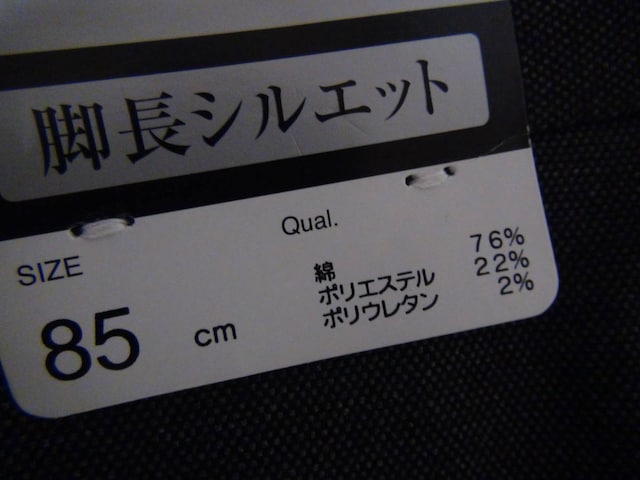 脚長シルエット
Qual.
SIZE
85 cm
綿 76%
ポリエステル 22%
ポリウレタン 2%